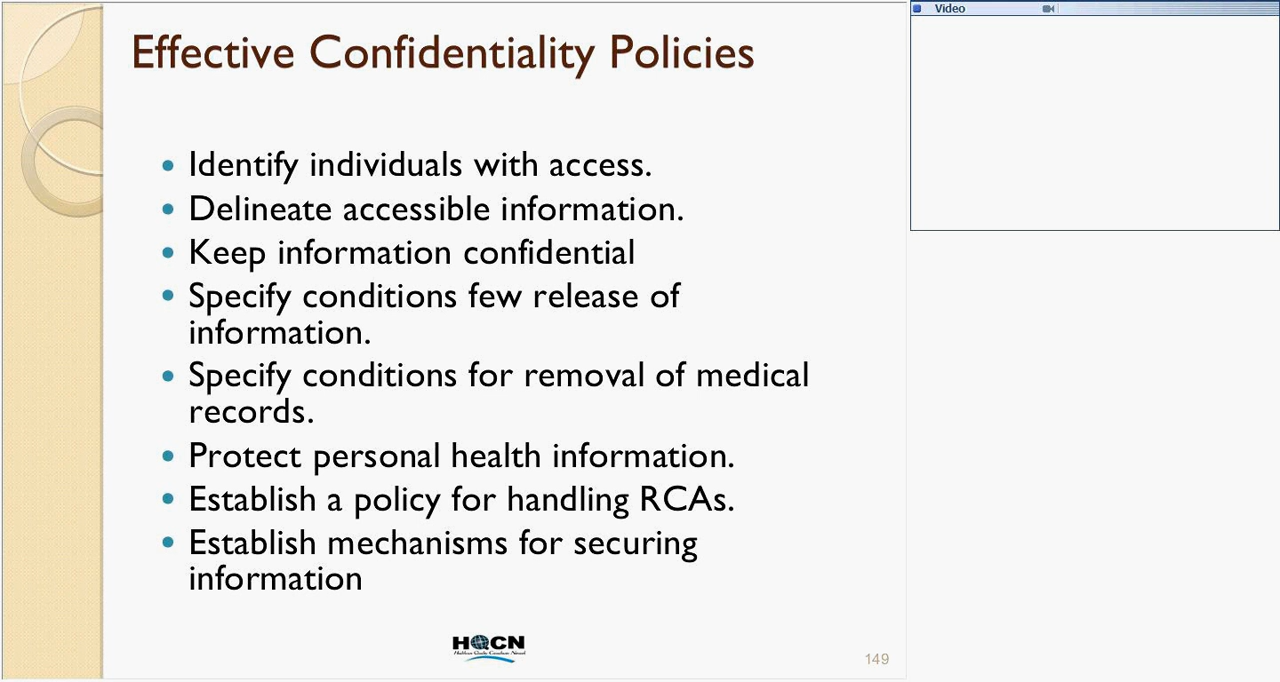 Effective Confidentiality Policies
Video
Identify individuals with access.
Delineate accessible information.
Keep information confidential
Specify conditions few release of
information.
Specify conditions for removal of medical
records.
Protect personal health information.
Establish a policy for handling RCAs.
Establish mechanisms for securing
information
HQCN
149